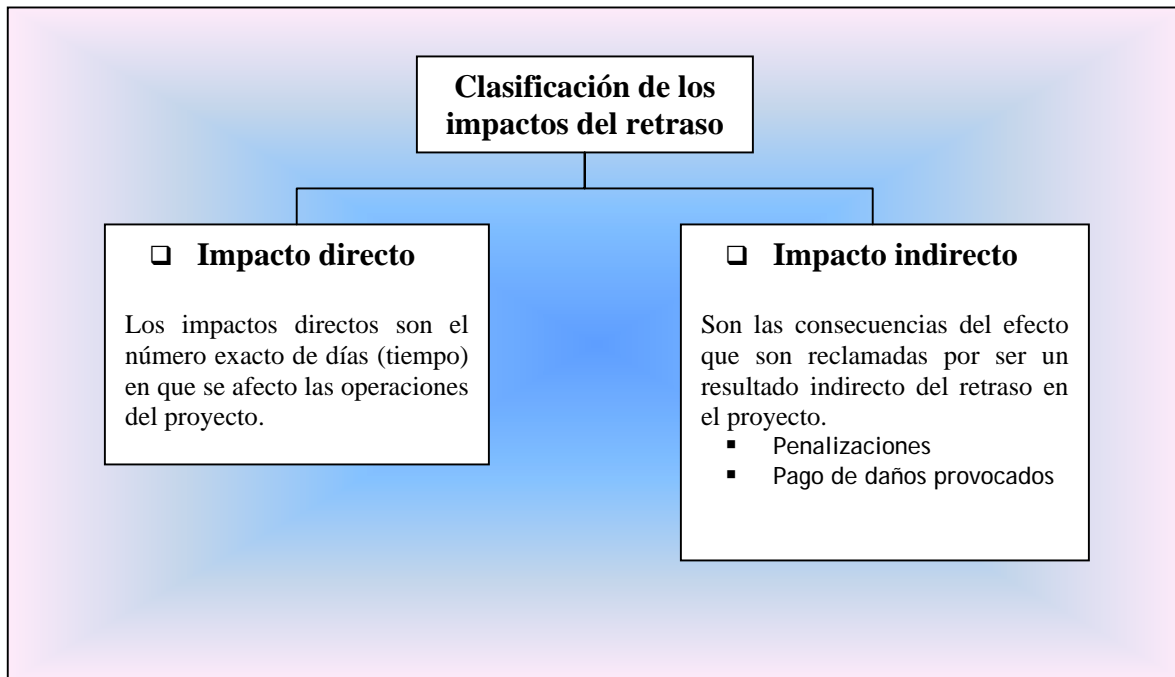 Clasificación de los
impactos del retraso
❑ Impacto directo
Los impactos directos son el
número exacto de días (tiempo)
en que se afecto las operaciones
del proyecto.
❑ Impacto indirecto
Son las consecuencias del efecto
que son reclamadas por ser un
resultado indirecto del retraso en
el proyecto.
▪ Penalizaciones
▪ Pago de daños provocados